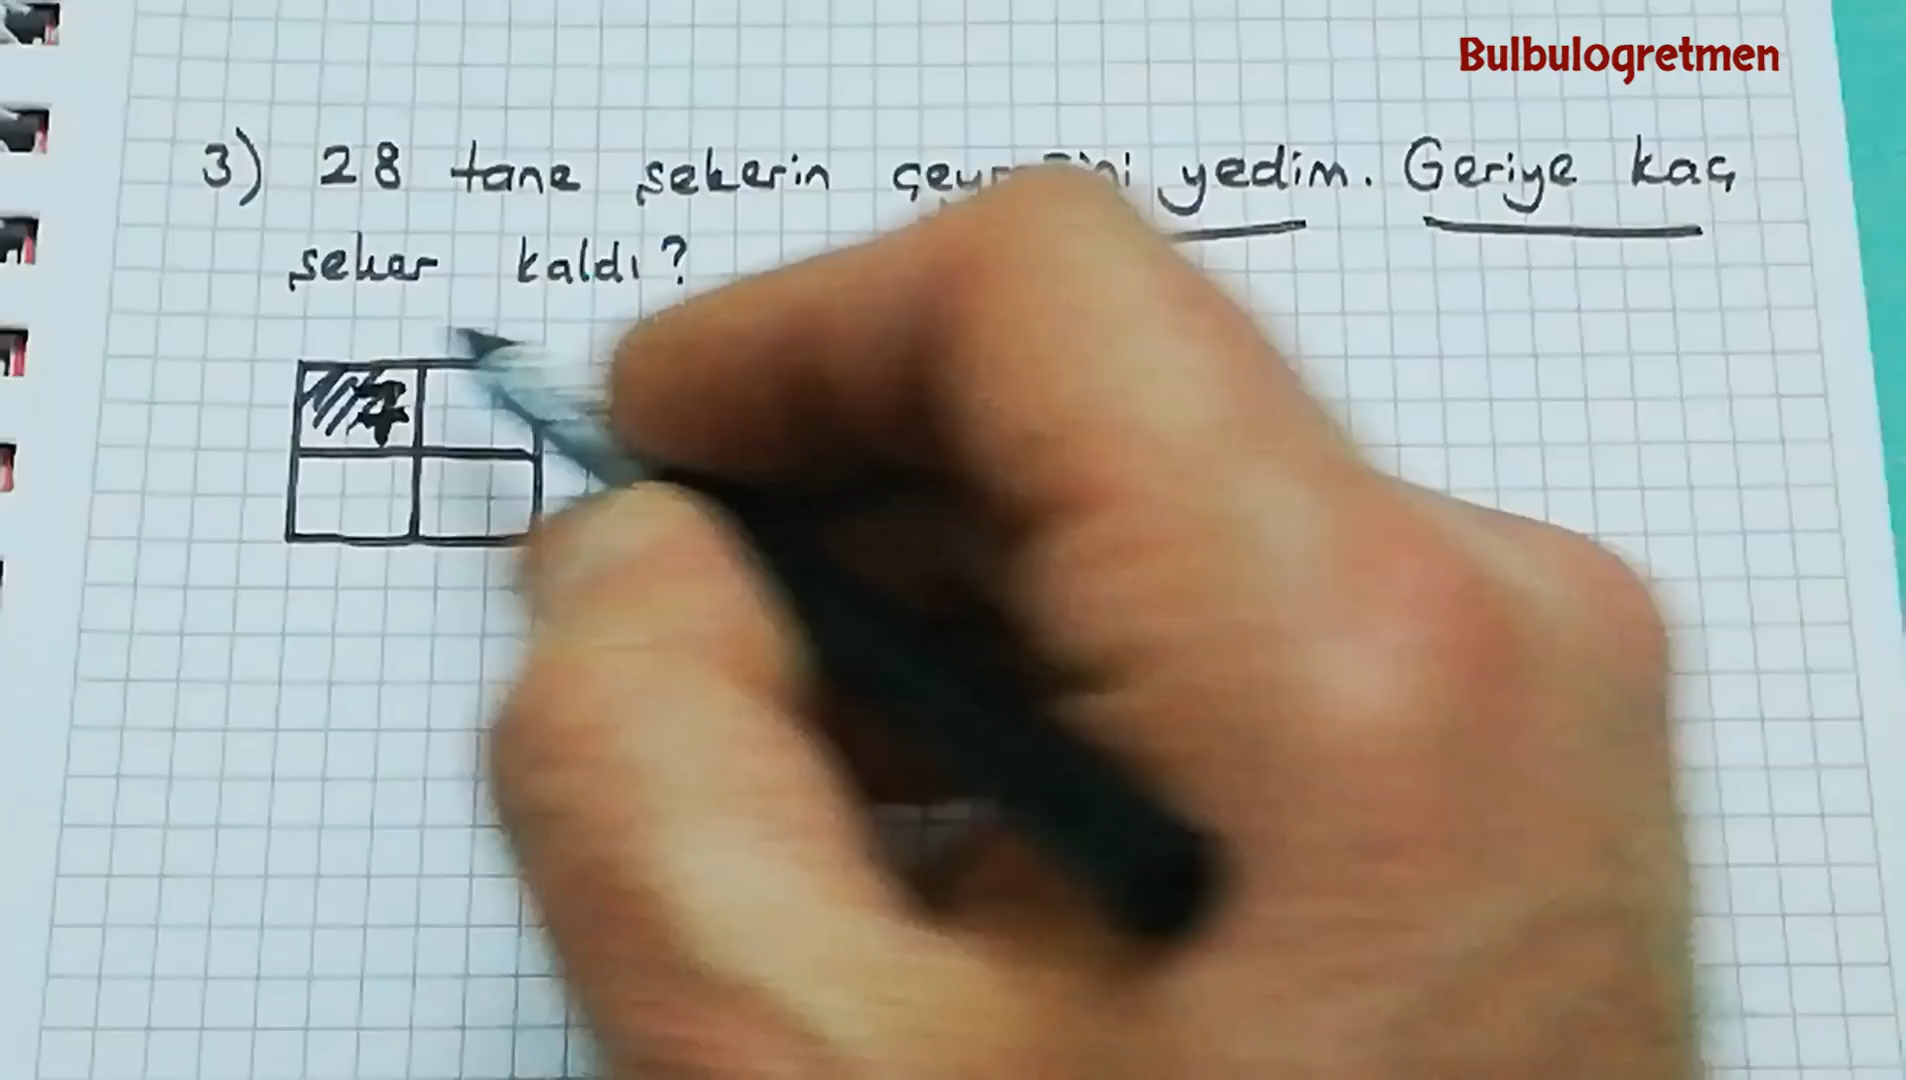 Bulbulogretmen
3) 28 tane şekerin yedim. Geriye kaç
şeker kaldı?